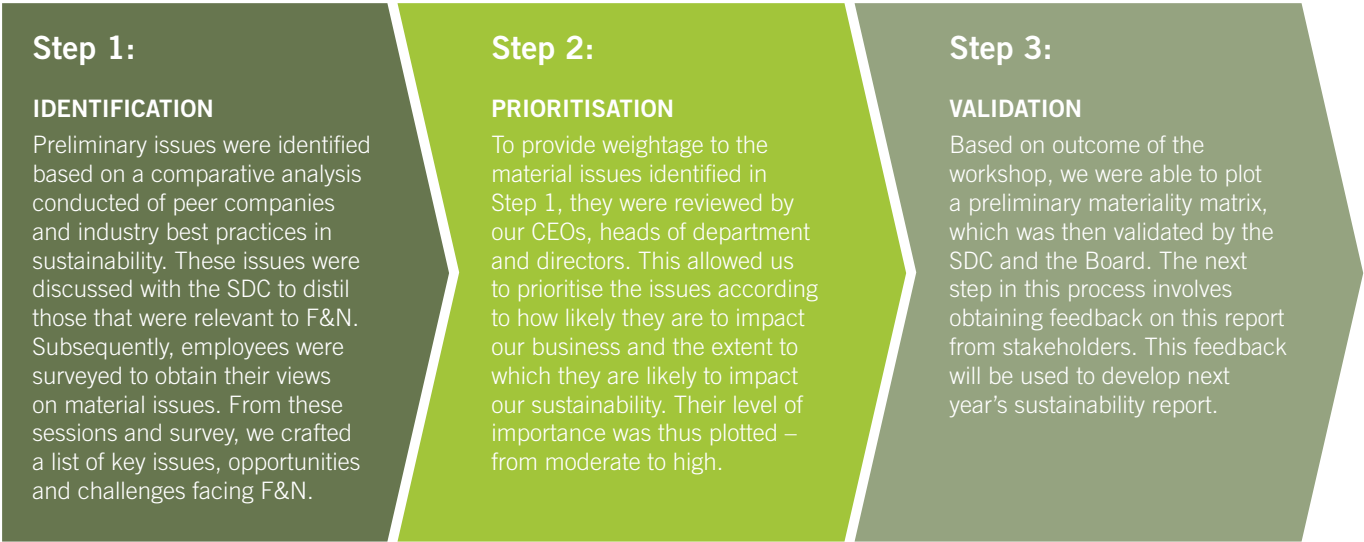 Step 1:
IDENTIFICATION
Preliminary issues were identified
based on a comparative analysis
conducted of peer companies
and industry best practices in
sustainability. These issues were
discussed with the SDC to distil
those that were relevant to F&N.
Subsequently, employees were
surveyed to obtain their views
on material issues. From these
sessions and survey, we crafted
a list of key issues, opportunities
and challenges facing F&N.
Step 2:
PRIORITISATION
To provide weightage to the
material issues identified in
Step 1, they were reviewed by
our CEOs, heads of department
and directors. This allowed us
to prioritise the issues according
to how likely they are to impact
our business and the extent to
which they are likely to impact
our sustainability. Their level of
importance was thus plotted –
from moderate to high.
Step 3:
VALIDATION
Based on outcome of the
workshop, we were able to plot
a preliminary materiality matrix,
which was then validated by the
SDC and the Board. The next
step in this process involves
obtaining feedback on this report
from stakeholders. This feedback
will be used to develop next
year’s sustainability report.